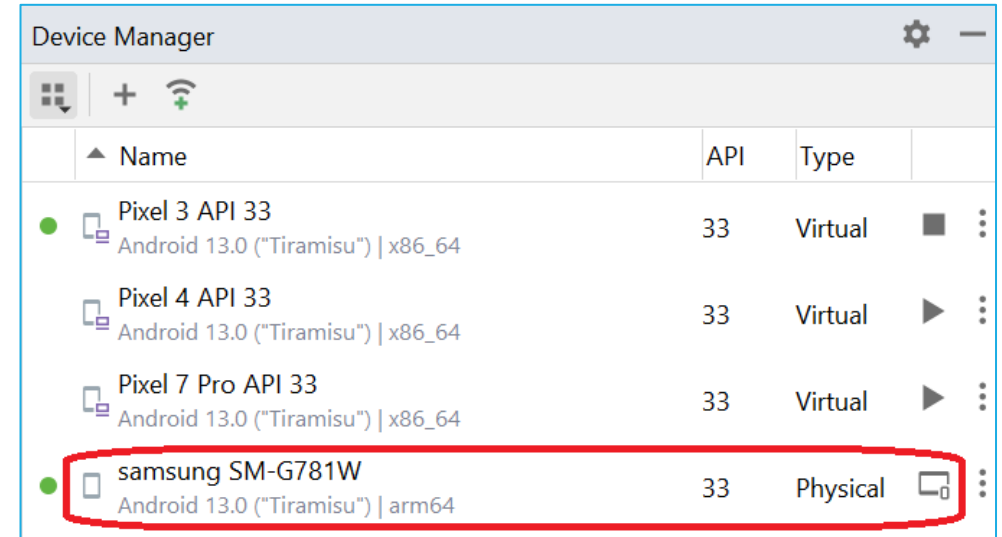 Device Manager
Name API Type
Pixel 3 API 33
Android 13.0 ("Tiramisu") | x86_64
33 Virtual
Pixel 4 API 33
Android 13.0 ("Tiramisu") | x86_64
33 Virtual
Pixel 7 Pro API 33
Android 13.0 ("Tiramisu") | x86_64
33 Virtual
samsung SM-G781W
Android 13.0 ("Tiramisu") | arm64
33 Physical